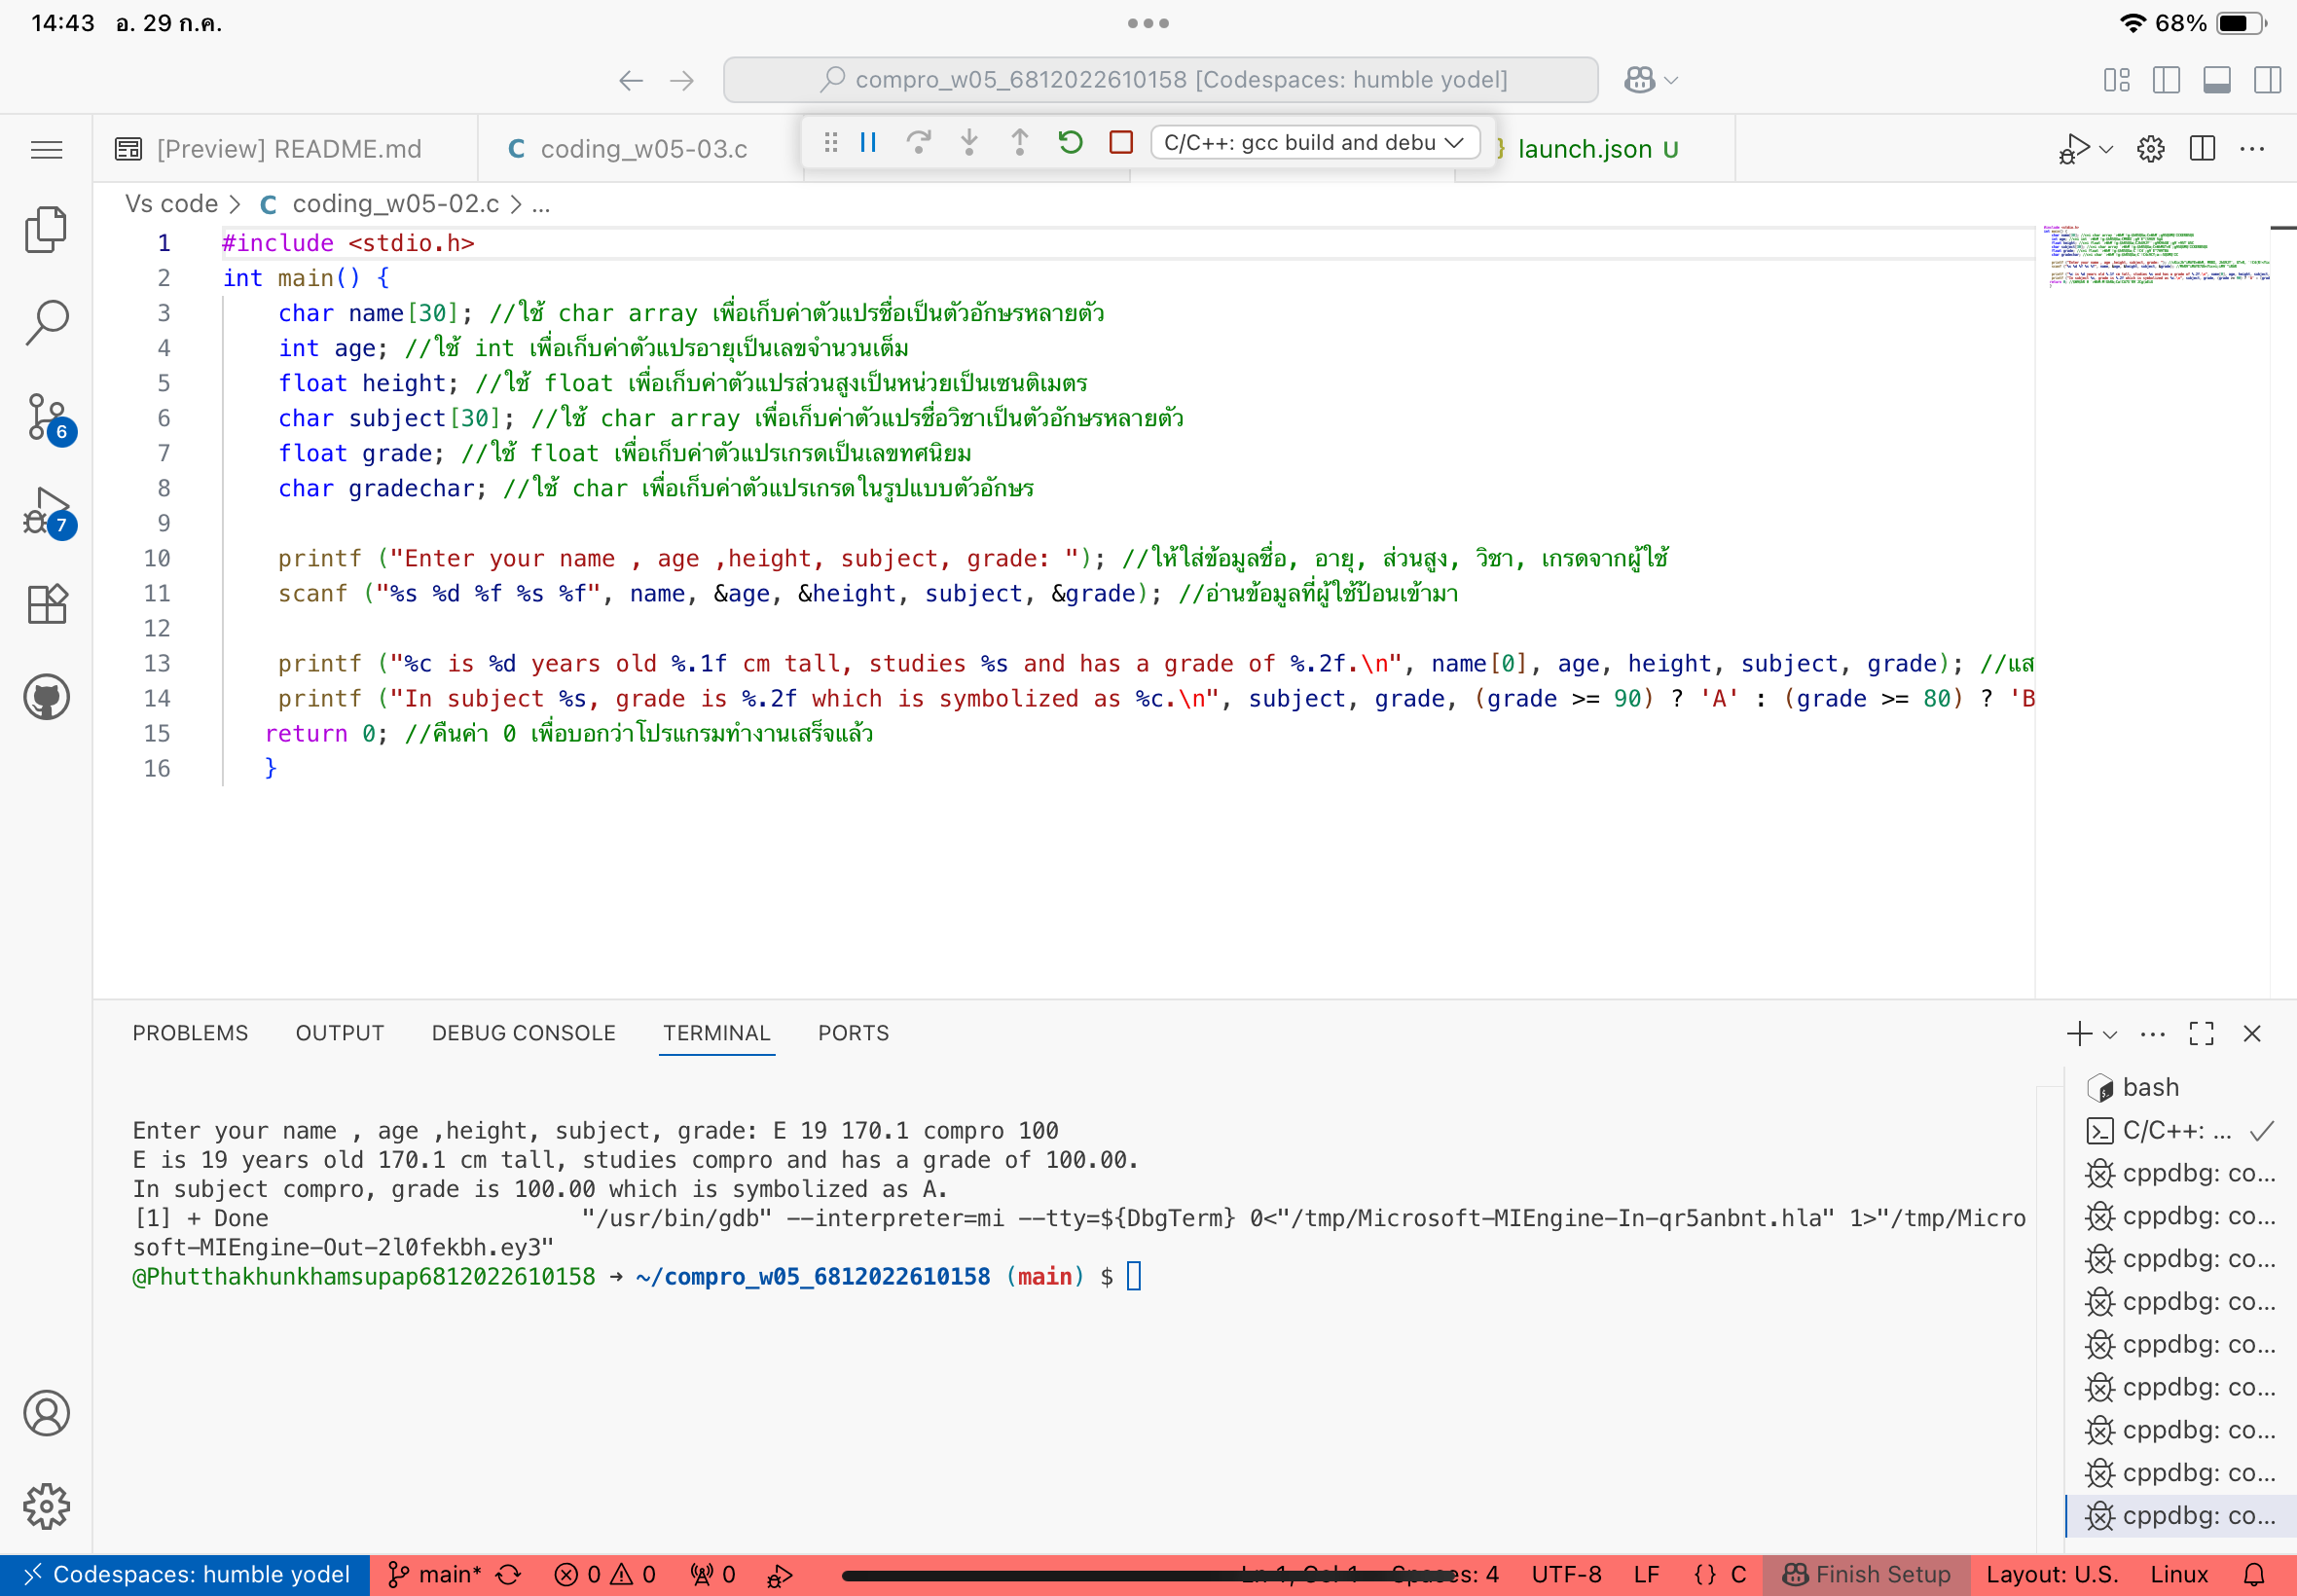 14:43 อ. 29 ก.ค.
68%
compro_w05_6812022610158 [Codespaces: humble yodel]
[Preview] README.md
C coding_w05-03.c
C/C++: gcc build and debu
launch.json U
Vs code > C coding_w05-02.c > ...
1 #include <stdio.h>
2 int main() {
3 char name[30]; //ใช้ char array เพื่อเก็บค่าตัวแปรชื่อเป็นตัวอักษรหลายตัว
4 int age; //ใช้ int เพื่อเก็บค่าตัวแปรอายุเป็นเลขจำนวนเต็ม
5 float height; //ใช้ float เพื่อเก็บค่าตัวแปรส่วนสูงเป็นหน่วยเป็นเซนติเมตร
6 char subject[30]; //ใช้ char array เพื่อเก็บค่าตัวแปรชื่อวิชาเป็นตัวอักษรหลายตัว
7 float grade; //ใช้ float เพื่อเก็บค่าตัวแปรเกรดเป็นเลขทศนิยม
8 char gradechar; //ใช้ char เพื่อเก็บค่าตัวแปรเกรดในรูปแบบตัวอักษร
9
10 printf ("Enter your name , age ,height, subject, grade: "); //ให้ใส่ข้อมูลชื่อ, อายุ, ส่วนสูง, วิชา, เกรดจากผู้ใช้
11 scanf ("%s %d %f %s %f", name, &age, &height, subject, &grade); //อ่านข้อมูลที่ผู้ใช้ป้อนเข้ามา
12
13 printf ("%c is %d years old %.1f cm tall, studies %s and has a grade of %.2f.\n", name[0], age, height, subject, grade); //แส
14 printf ("In subject %s, grade is %.2f which is symbolized as %c.\n", subject, grade, (grade >= 90) ? 'A' : (grade >= 80) ? 'B
15 return 0; //คืนค่า 0 เพื่อบอกว่าโปรแกรมทำงานเสร็จแล้ว
16 }
6
7
PROBLEMS OUTPUT DEBUG CONSOLE TERMINAL PORTS
Enter your name , age ,height, subject, grade: E 19 170.1 compro 100
E is 19 years old 170.1 cm tall, studies compro and has a grade of 100.00.
In subject compro, grade is 100.00 which is symbolized as A.
[1] + Done "/usr/bin/gdb" --interpreter=mi --tty=${DbgTerm} 0<"/tmp/Microsoft-MIEngine-In-qr5anbnt.hla" 1>"/tmp/Micro
soft-MIEngine-Out-2l0fekbh.ey3"
@Phutthakhunkhamsupap6812022610158 → ~/compro_w05_6812022610158 (main) $
bash
C/C++: ...
cppdbg: co...
cppdbg: co...
cppdbg: co...
cppdbg: co...
cppdbg: co...
cppdbg: co...
cppdbg: co...
cppdbg: co...
cppdbg: co...
Codespaces: humble yodel main* 0 0 0 Ln 1, Col 1 Spaces: 4 UTF-8 LF {} C Finish Setup Layout: U.S. Linux